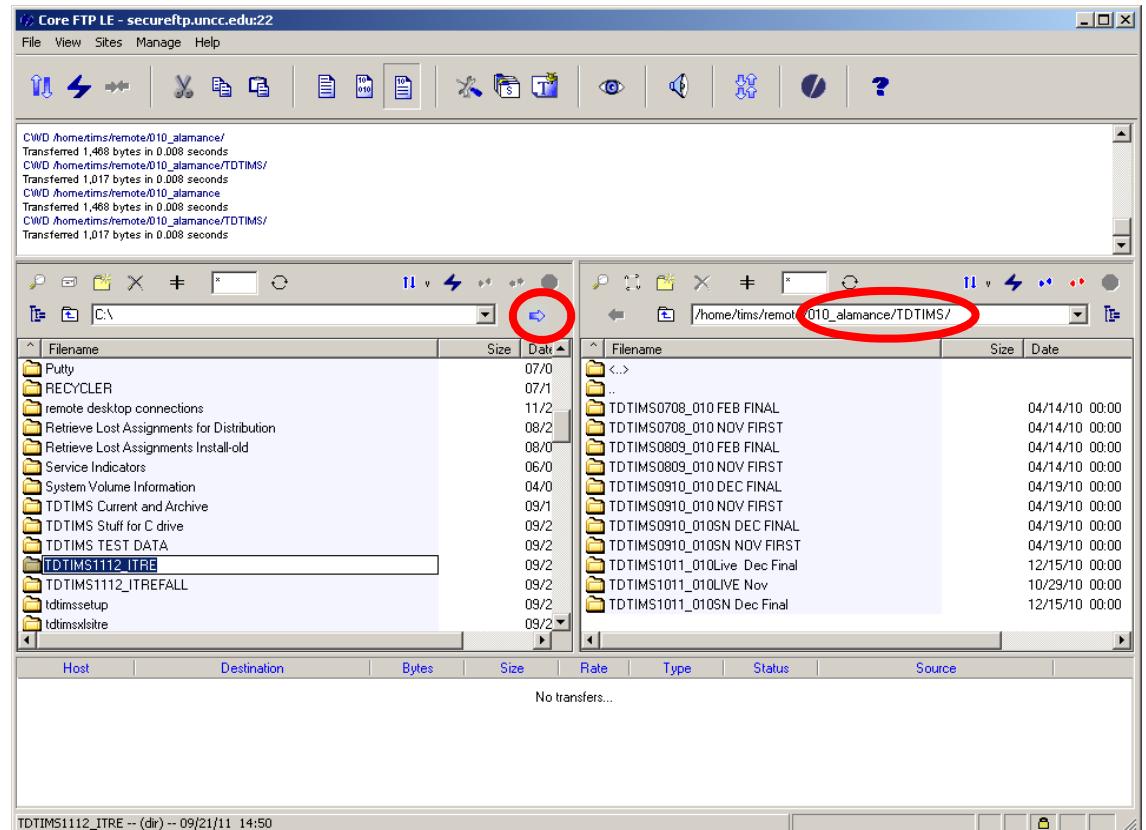 Core FTP LE - secureftp.uncc.edu:22
File View Sites Manage Help
CWD /home/tims/remote/010_alamance/
Transferred 1,468 bytes in 0.008 seconds
CWD /home/tims/remote/010_alamance/TDTIMS/
Transferred 1,017 bytes in 0.008 seconds
CWD /home/tims/remote/010_alamance
Transferred 1,468 bytes in 0.008 seconds
CWD /home/tims/remote/010_alamance/TDTIMS/
Transferred 1,017 bytes in 0.008 seconds
C:\
^ Filename Size Date
Putty 07/0
RECYCLER 07/1
remote desktop connections 11/2
Retrieve Lost Assignments for Distribution 08/2
Retrieve Lost Assignments Install-old 08/0
Service Indicators 06/0
System Volume Information 04/0
TDTIMS Current and Archive 09/1
TDTIMS Stuff for C drive 09/2
TDTIMS TEST DATA 09/2
TDTIMS1112_ITRE 09/2
TDTIMS1112_ITREFALL 09/2
tdtimssetup 09/2
tdtimsxlsitre 09/2
/home/tims/remote/010_alamance/TDTIMS/
^ Filename Size Date
<..>
..
TDTIMS0708_010 FEB FINAL 04/14/10 00:00
TDTIMS0708_010 NOV FIRST 04/14/10 00:00
TDTIMS0809_010 FEB FINAL 04/14/10 00:00
TDTIMS0809_010 NOV FIRST 04/14/10 00:00
TDTIMS0910_010 DEC FINAL 04/19/10 00:00
TDTIMS0910_010 NOV FIRST 04/19/10 00:00
TDTIMS0910_010SN DEC FINAL 04/19/10 00:00
TDTIMS0910_010SN NOV FIRST 04/19/10 00:00
TDTIMS1011_010Live Dec Final 12/15/10 00:00
TDTIMS1011_010LIVE Nov 10/29/10 00:00
TDTIMS1011_010SN Dec Final 12/15/10 00:00
Host Destination Bytes Size Rate Type Status Source
No transfers...
TDTIMS1112_ITRE -- (dir) -- 09/21/11 14:50